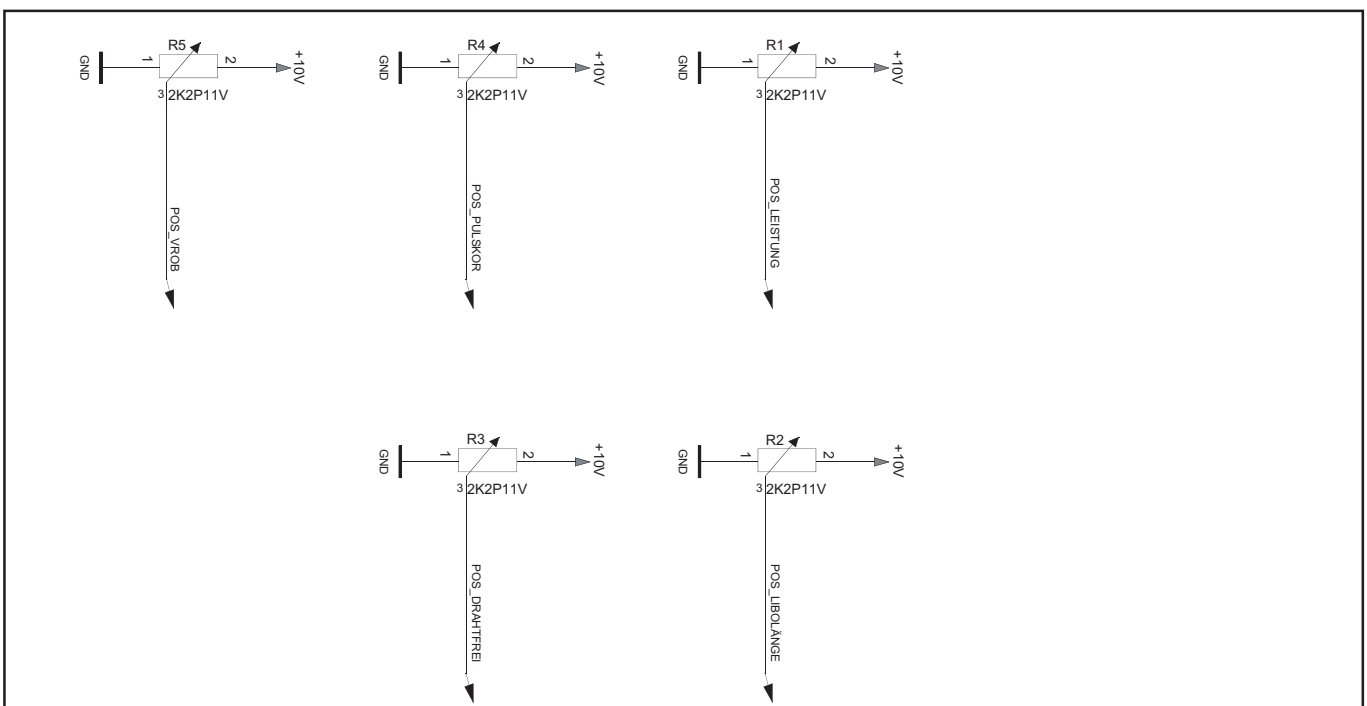 R5
GND
1
2
+10V
3
2K2P11V
POS_VROB
R4
GND
1
2
+10V
3
2K2P11V
POS_PULSKOR
R1
GND
1
2
+10V
3
2K2P11V
POS_LEISTUNG
R3
GND
1
2
+10V
3
2K2P11V
POS_DRAHTFREI
R2
GND
1
2
+10V
3
2K2P11V
POS_LIBOLÄNGE